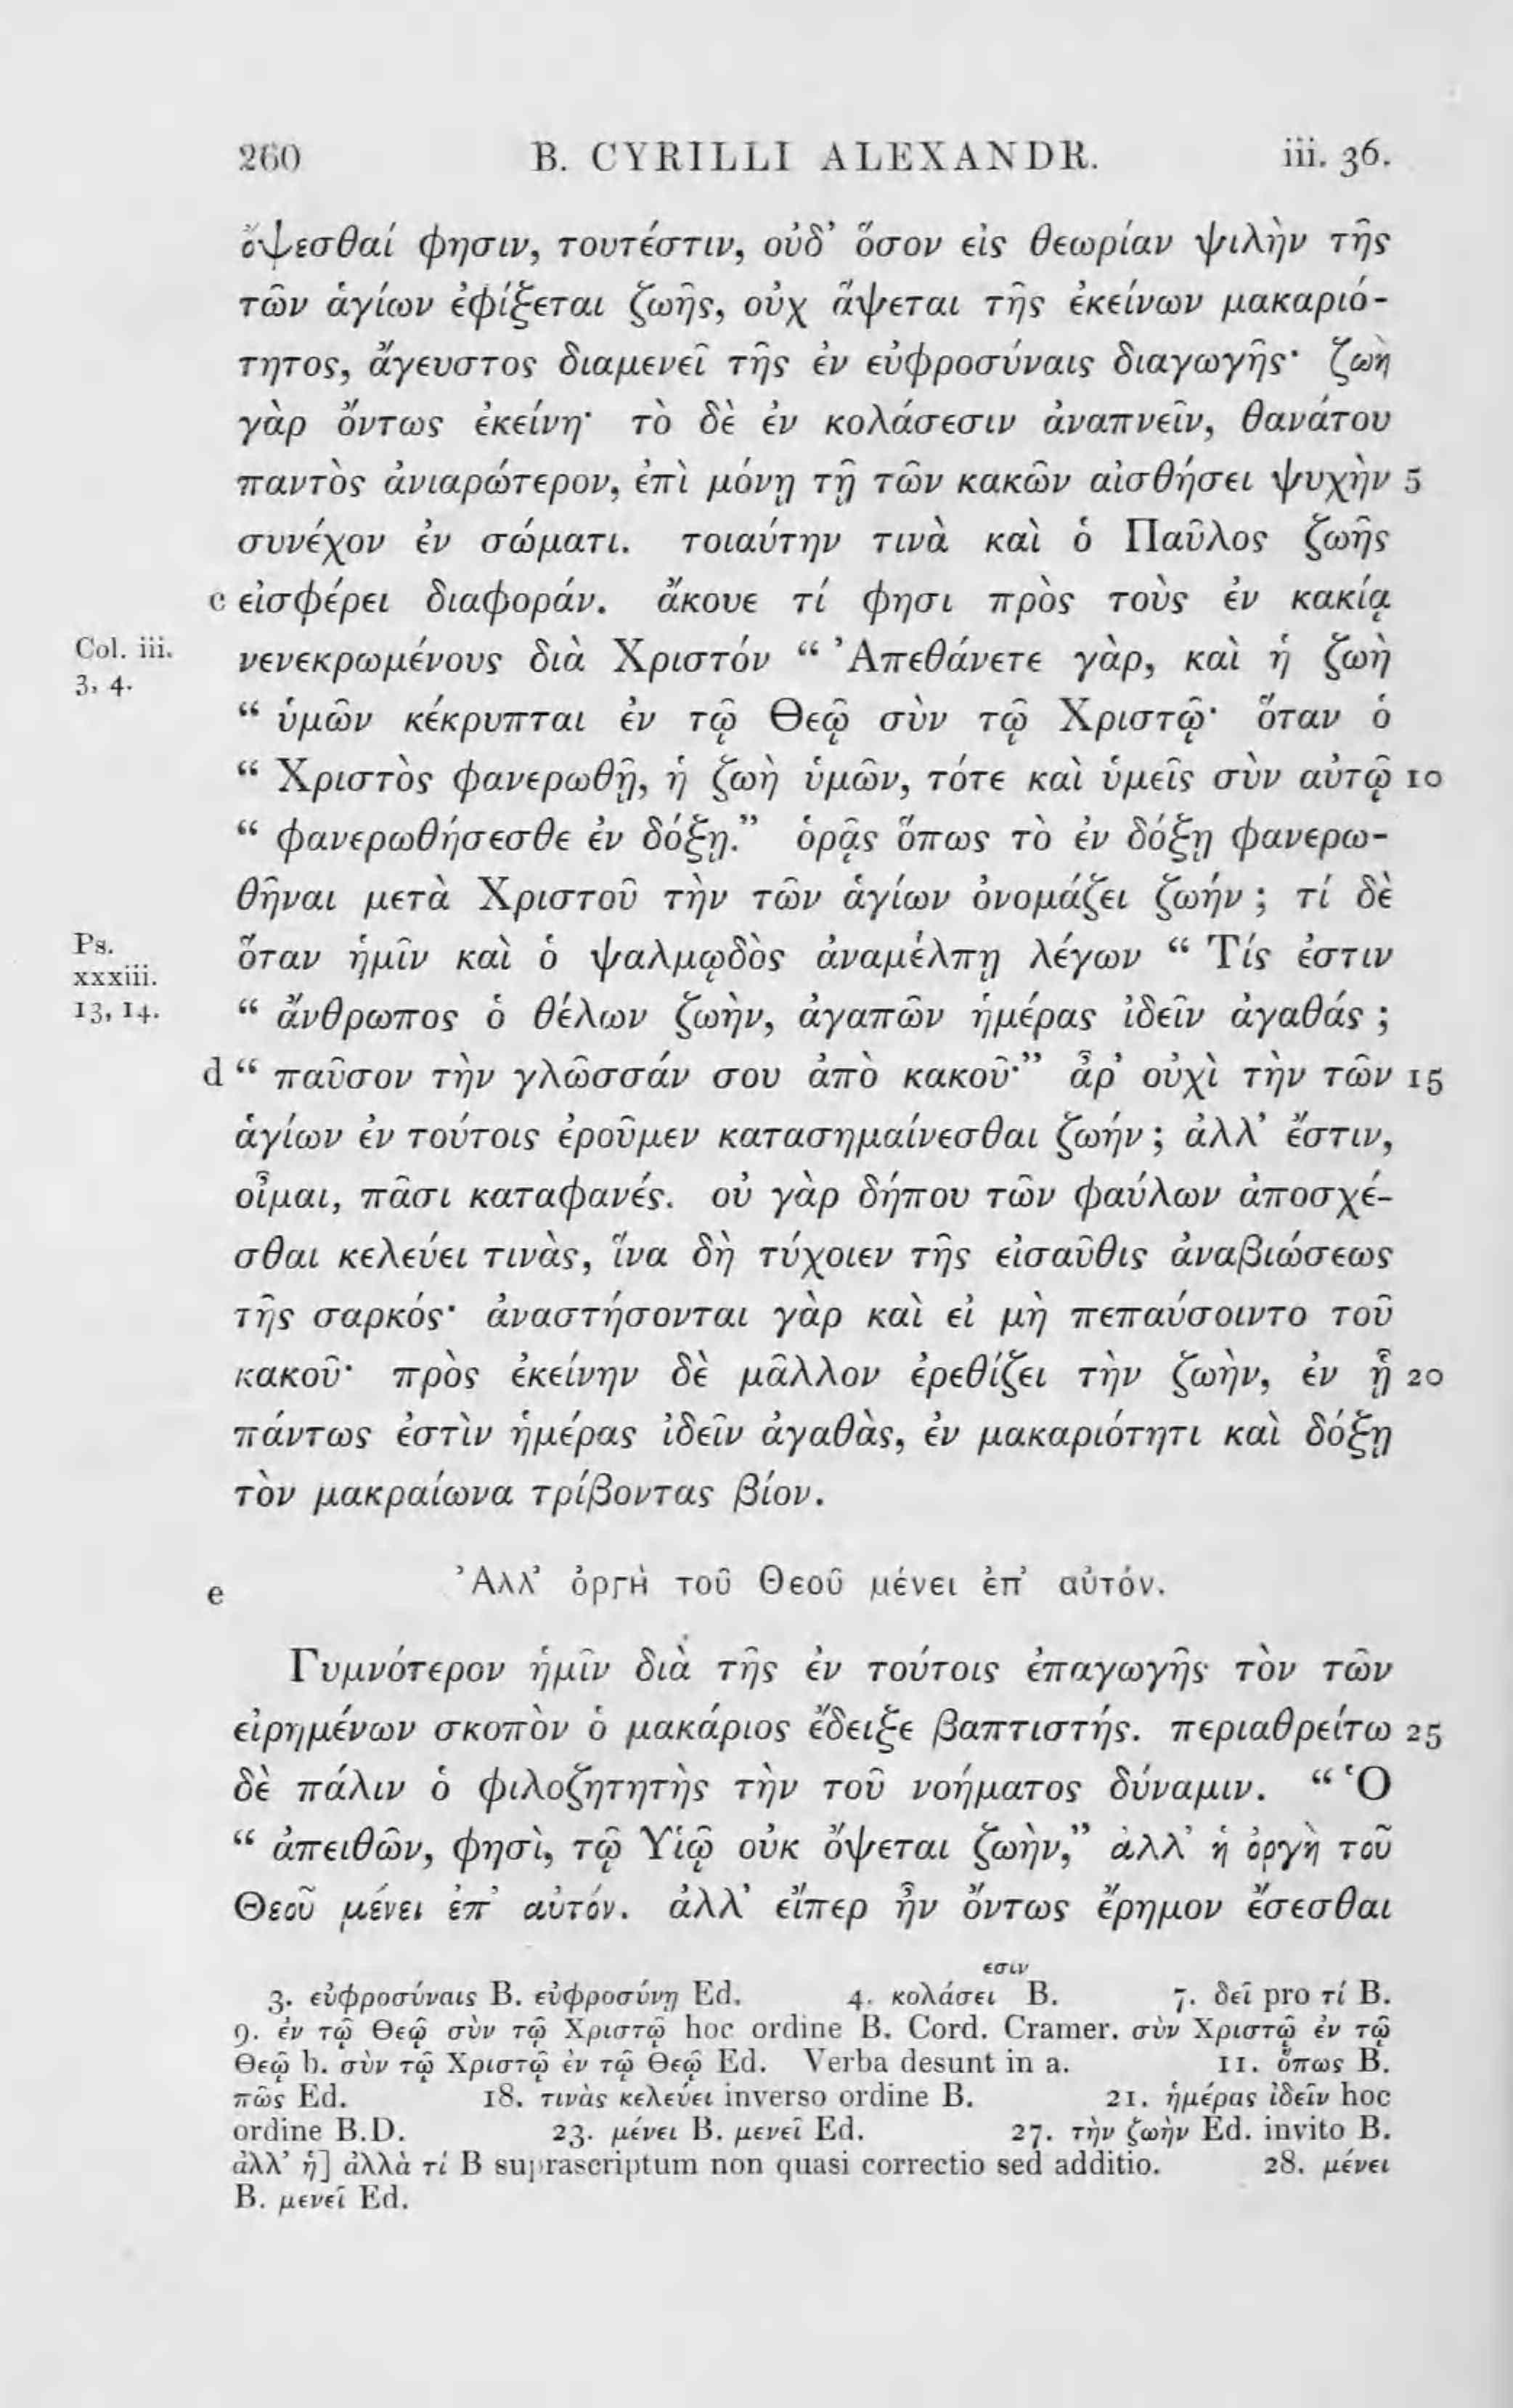 260 B. CYRILLI ALEXANDR. iii. 36.
ὄψεσθαί φησιν, τουτέστιν, οὐδ’ ὅσον εἰς θεωρίαν ψιλὴν τῆς
τῶν ἁγίων ἐφίξεται ζωῆς, οὐχ ἅψεται τῆς ἐκείνων μακαριό-
τητος, ἄγευστος διαμενεῖ τῆς ἐν εὐφροσύναις διαγωγῆς· ζωὴ
γὰρ ὄντως ἐκείνη· τὸ δὲ ἐν κολάσεσιν ἀναπνεῖν, θανάτου
παντὸς ἀνιαρώτερον, ἐπὶ μόνῃ τῇ τῶν κακῶν αἰσθήσει ψυχὴν 5
συνέχον ἐν σώματι. τοιαύτην τινὰ καὶ ὁ Παῦλος ζωῆς
c εἰσφέρει διαφοράν. ἄκουε τί φησι πρὸς τοὺς ἐν κακίᾳ
Col. iii. νενεκρωμένους διὰ Χριστόν “ Ἀπεθάνετε γὰρ, καὶ ἡ ζωὴ
3, 4. “ ὑμῶν κέκρυπται ἐν τῷ Θεῷ σὺν τῷ Χριστῷ· ὅταν ὁ
“ Χριστὸς φανερωθῇ, ἡ ζωὴ ὑμῶν, τότε καὶ ὑμεῖς σὺν αὐτῷ 10
“ φανερωθήσεσθε ἐν δόξῃ.” ὁρᾷς ὅπως τὸ ἐν δόξῃ φανερω-
θῆναι μετὰ Χριστοῦ τὴν τῶν ἁγίων ὀνομάζει ζωήν ; τί δὲ
Ps. ὅταν ἡμῖν καὶ ὁ ψαλμῳδὸς ἀναμέλπῃ λέγων “ Τίς ἐστιν
xxxiii.
13, 14. “ ἄνθρωπος ὁ θέλων ζωὴν, ἀγαπῶν ἡμέρας ἰδεῖν ἀγαθάς ;
d “ παῦσον τὴν γλῶσσάν σου ἀπὸ κακοῦ·” ἆρ’ οὐχὶ τὴν τῶν 15
ἁγίων ἐν τούτοις ἐροῦμεν κατασημαίνεσθαι ζωήν ; ἀλλ’ ἔστιν,
οἶμαι, πᾶσι καταφανές. οὐ γὰρ δήπου τῶν φαύλων ἀποσχέ-
σθαι κελεύει τινὰς, ἵνα δὴ τύχοιεν τῆς εἰσαῦθις ἀναβιώσεως
τῆς σαρκός· ἀναστήσονται γὰρ καὶ εἰ μὴ πεπαύσοιντο τοῦ
κακοῦ· πρὸς ἐκείνην δὲ μᾶλλον ἐρεθίζει τὴν ζωὴν, ἐν ᾗ 20
πάντως ἐστὶν ἡμέρας ἰδεῖν ἀγαθὰς, ἐν μακαριότητι καὶ δόξῃ
τὸν μακραίωνα τρίβοντας βίον.
e Ἀλλ’ ὀργὴ τοῦ Θεοῦ μένει ἐπ’ αὐτόν.
Γυμνότερον ἡμῖν διὰ τῆς ἐν τούτοις ἐπαγωγῆς τὸν τῶν
εἰρημένων σκοπὸν ὁ μακάριος ἔδειξε βαπτιστής. περιαθρείτω 25
δὲ πάλιν ὁ φιλοζητητὴς τὴν τοῦ νοήματος δύναμιν. “ Ὁ
“ ἀπειθῶν, φησὶ, τῷ Υἱῷ οὐκ ὄψεται ζωὴν,” ἀλλ’ ἡ ὀργὴ τοῦ
Θεοῦ μένει ἐπ’ αὐτόν. ἀλλ’ εἴπερ ἦν ὄντως ἔρημον ἔσεσθαι
εσιν
3. εὐφροσύναις B. εὐφροσύνῃ Ed. 4. κολάσει B. 7. δεῖ pro τί B.
9. ἐν τῷ Θεῷ σὺν τῷ Χριστῷ hoc ordine B. Cord. Cramer. σὺν Χριστῷ ἐν τῷ
Θεῷ b. σὺν τῷ Χριστῷ ἐν τῷ Θεῷ Ed. Verba desunt in a. 11. ὅπως B.
πῶς Ed. 18. τινὰς κελεύει inverso ordine B. 21. ἡμέρας ἰδεῖν hoc
ordine B.D. 23. μένει B. μενεῖ Ed. 27. τὴν ζωὴν Ed. invito B.
ἀλλ’ ἡ] ἀλλὰ τί B suprascriptum non quasi correctio sed additio. 28. μένει
B. μενεῖ Ed.